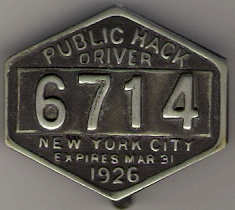 PUBLIC HACK
DRIVER
6714
NEW YORK CITY
EXPIRES MAR 31
1926